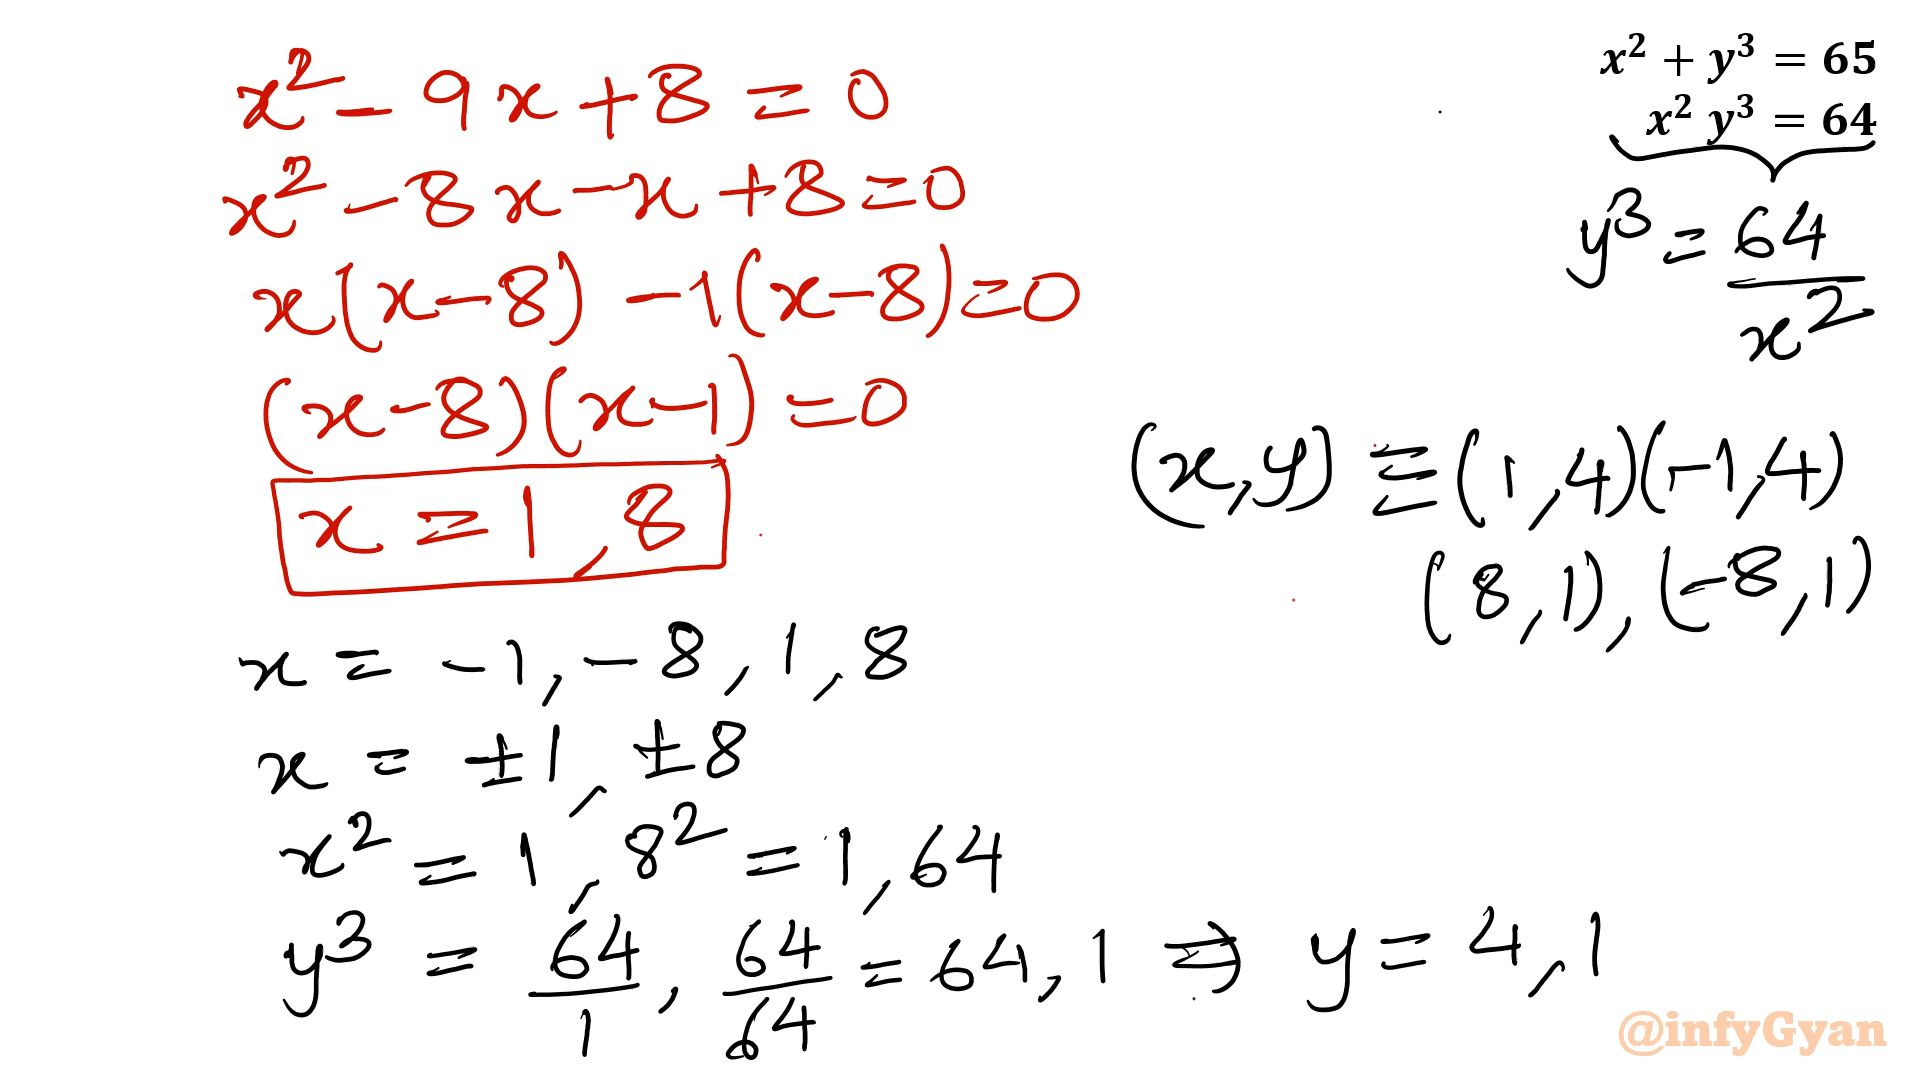 x² - 9x + 8 = 0
x² - 8x - x + 8 = 0
x(x - 8) - 1(x - 8) = 0
(x - 8)(x - 1) = 0
x = 1, 8
x = -1, -8, 1, 8
x = ±1, ±8
x² = 1, 8² = 1, 64
y³ = 64/1, 64/64 = 64, 1 ⇒ y = 4, 1
x² + y³ = 65
x² y³ = 64
y³ = 64/x²
(x, y) ≡ (1, 4)(-1, 4)
(8, 1), (-8, 1)
@infyGyan